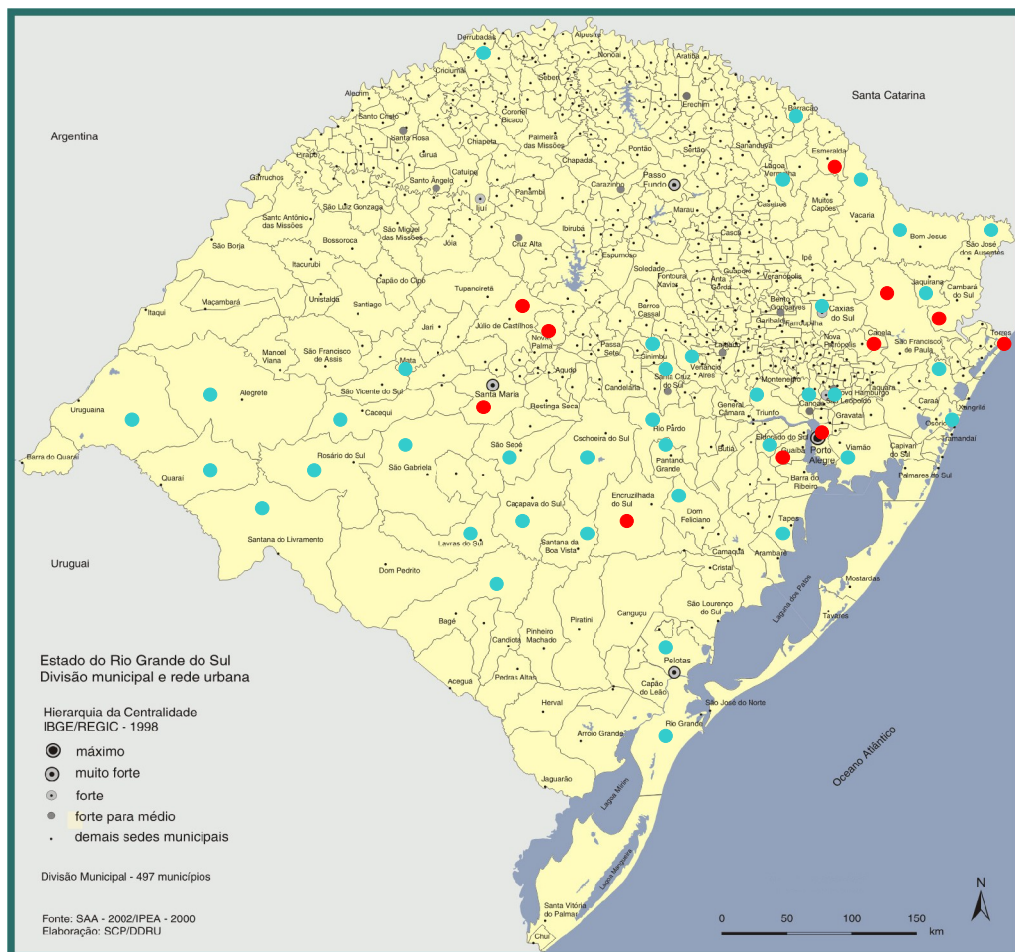 Derrubadas
Alpestre
Nonoai
Aratiba
Criciumal
Seberi
Santa Catarina
Alecrim
Erechim
Barracão
Santo Cristo
Coronel
Bicaco
Argentina
Santa Rosa
Chiapeta
Palmeira
das Missões
Sananduva
Esmeralda
Giruá
Pontão
Sertão
Pirapó
Chapada
Lagoa
Vermelha
Garruchos
Catuipe
Passo
Fundo
Santo Ângelo
Panambi
Carazinho
Caseiros
Muitos
Capões
Ijuí
São Luiz Gonzaga
Marau
Vacaria
Santo Antônio
das Missões
São Miguel
das Missões
Ibirubá
Casca
Bom Jesus
São Borja
Bossoroca
Jóia
Cruz Alta
São José
dos Ausentes
Espumoso
Ipê
Itacurubi
Soledade
Guaporé
Capão do Cipó
Fontoura
Xavier
Anta
Gorda
Veranópolis
Jaquirana
Cambará
do Sul
Maçambará
Unistalda
Tupanciretã
Bento
Gonçalves
Itaqui
Santiago
Barros
Cassal
Caxias
do Sul
Garibaldi
Farroupilha
Jari
Júlio de Castilhos
Canela
Torres
Nova
Palma
Passa
Sete
Sinimbu
Lajeado
Nova
Petrópolis
São Francisco
de Paula
Manoel
Viana
São Francisco
de Assis
Mata
Venâncio
Aires
Agudo
Santa Cruz
do Sul
Montenegro
Taquara
São Vicente do Sul
Santa Maria
Candelária
Novo Hamburgo
São Leopoldo
Uruguaiana
Alegrete
Restinga Seca
General
Câmara
Canoas
Caraá
Xangrilá
Cacequi
Triunfo
Gravataí
Osório
Rio Pardo
Tramandaí
São Sepé
Cachoeira do Sul
Eldorado do Sul
Viamão
Capivari
do Sul
Barra do Quaraí
Rosário do Sul
Pantano
Grande
Butiá
Guaíba
Porto
Alegre
São Gabriela
Palmares do Sul
Quaraí
Barra do
Ribeiro
Caçapava do Sul
Encruzilhada
do Sul
Dom
Feliciano
Tapes
Santana do Livramento
Lavras do Sul
Santana da
Boa Vista
Camaquã
Arambaré
Uruguai
Dom Pedrito
Cristal
Mostardas
Laguna dos Patos
São Lourenço
do Sul
Tavares
Canguçu
Bagé
Piratini
Pinheiro
Machado
Candiota
Estado do Rio Grande do Sul
Divisão municipal e rede urbana
Pelotas
Pedras Altas
Aceguá
Capão
do Leão
São José do Norte
Herval
Rio Grande
Hierarquia da Centralidade
IBGE/REGIC - 1998
Arroio Grande
máximo
muito forte
Oceano Atlântico
Jaguarão
Lagoa Mirim
forte
forte para médio
demais sedes municipais
Lagoa Mangueira
Divisão Municipal - 497 municípios
N
Santa Vitória
do Palmar
Fonte: SAA - 2002/IPEA - 2000
Elaboração: SCP/DDRU
0 50 100 150
km
Chuí